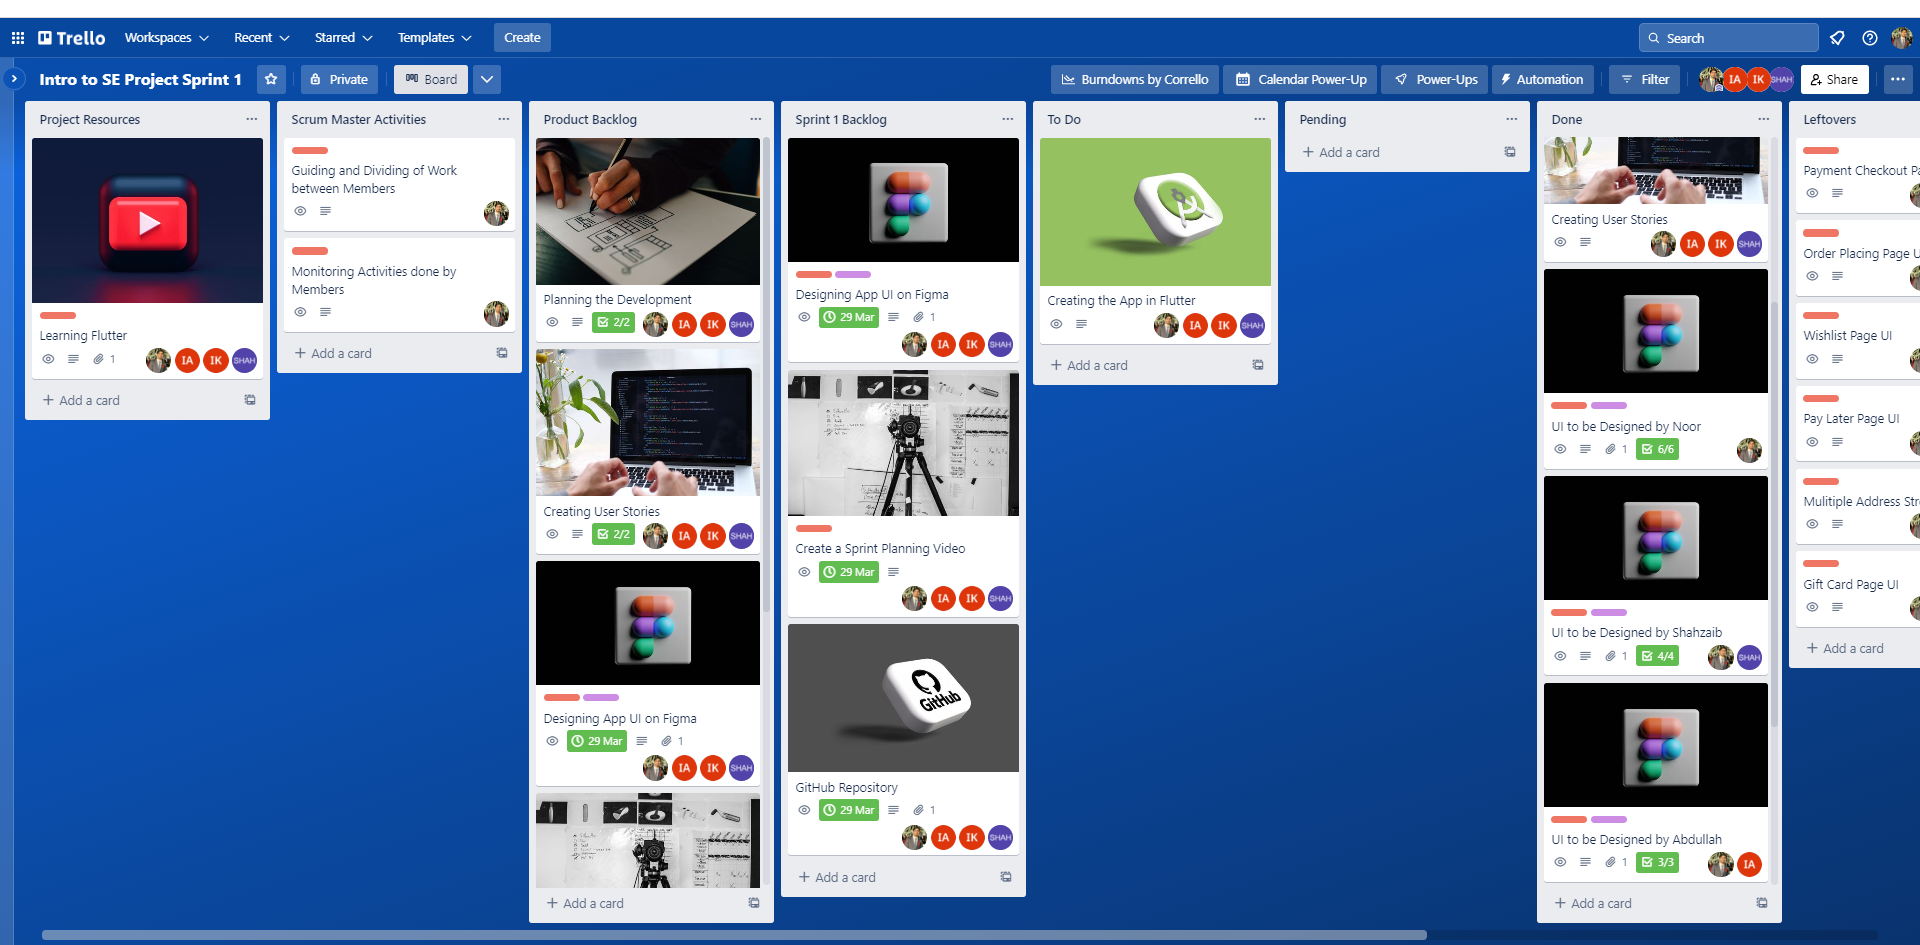 Trello
Workspaces
Recent
Starred
Templates
Create
Search
Intro to SE Project Sprint 1
Private
Board
Burndowns by Corrello
Calendar Power-Up
Power-Ups
Automation
Filter
IA
IK
SHAH
Share
Project Resources
Learning Flutter
1
IA
IK
SHAH
+ Add a card
Scrum Master Activities
Guiding and Dividing of Work
between Members
Monitoring Activities done by
Members
+ Add a card
Product Backlog
Planning the Development
2/2
IA
IK
SHAH
Creating User Stories
2/2
IA
IK
SHAH
Designing App UI on Figma
29 Mar
1
IA
IK
SHAH
+ Add a card
Sprint 1 Backlog
Designing App UI on Figma
29 Mar
1
IA
IK
SHAH
Create a Sprint Planning Video
29 Mar
IA
IK
SHAH
GitHub
GitHub Repository
29 Mar
1
IA
IK
SHAH
+ Add a card
To Do
Creating the App in Flutter
IA
IK
SHAH
+ Add a card
Pending
+ Add a card
Done
Creating User Stories
IA
IK
SHAH
UI to be Designed by Noor
1
6/6
UI to be Designed by Shahzaib
1
4/4
SHAH
UI to be Designed by Abdullah
1
3/3
IA
+ Add a card
Leftovers
Payment Checkout Pa
Order Placing Page U
Wishlist Page UI
Pay Later Page UI
Mulitiple Address Str
Gift Card Page UI
+ Add a card